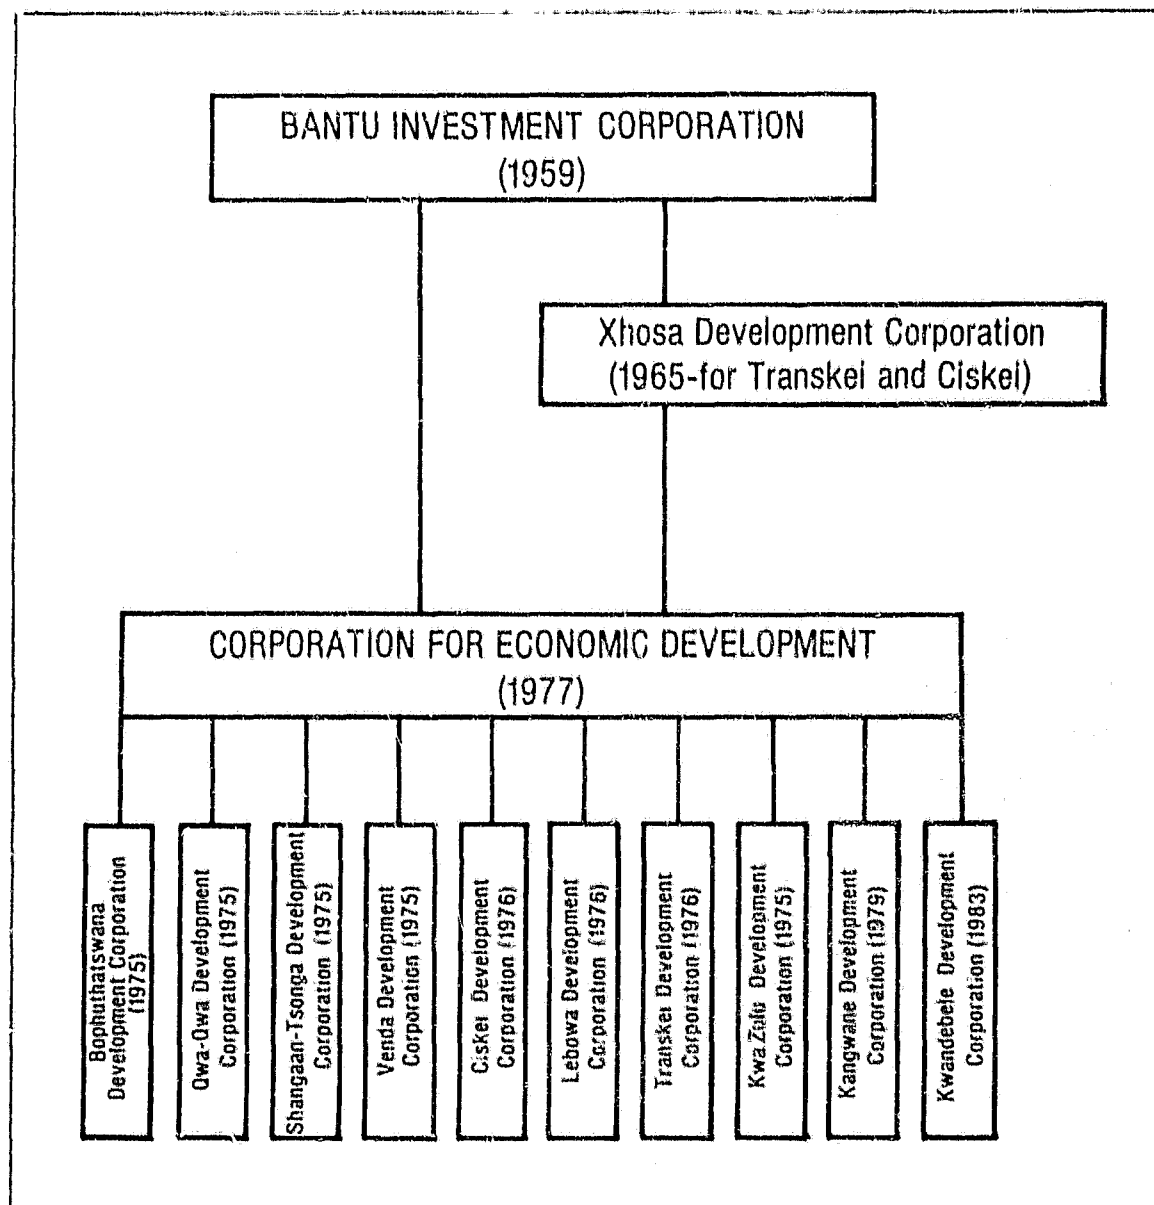 BANTU INVESTMENT CORPORATION
(1959)
Xhosa Development Corporation
(1965-for Transkei and Ciskei)
CORPORATION FOR ECONOMIC DEVELOPMENT
(1977)
Bophuthatswana
Development Corporation
(1975)
Qwa-Qwa Development
Corporation (1975)
Shangaan-Tsonga Development
Corporation (1975)
Venda Development
Corporation (1975)
Ciskei Development
Corporation (1976)
Lebowa Development
Corporation (1976)
Transkei Development
Corporation (1976)
KwaZulu Development
Corporation (1975)
Kangwane Development
Corporation (1979)
Kwandebele Development
Corporation (1983)